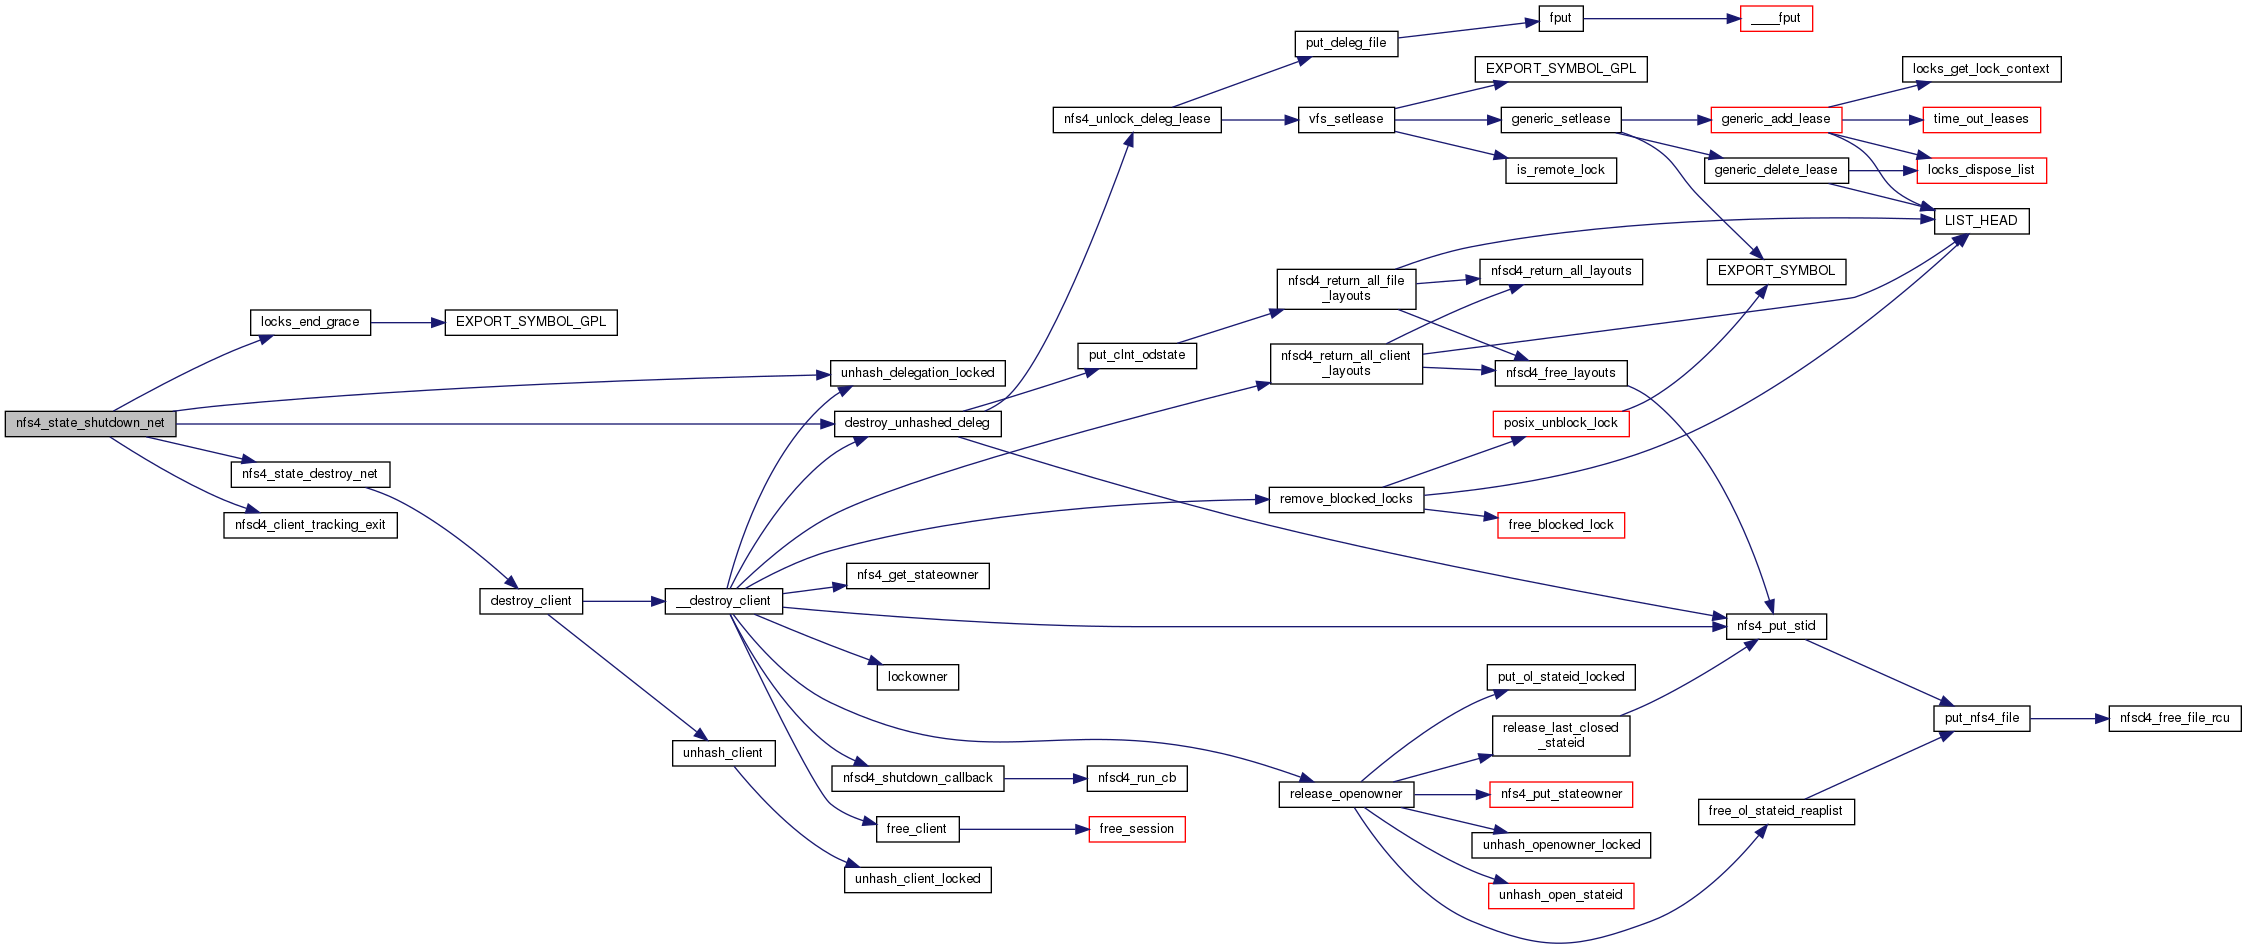 fput
____fput
put_deleg_file
EXPORT_SYMBOL_GPL
locks_get_lock_context
nfs4_unlock_deleg_lease
vfs_setlease
generic_setlease
generic_add_lease
time_out_leases
is_remote_lock
generic_delete_lease
locks_dispose_list
LIST_HEAD
nfsd4_return_all_file
_layouts
nfsd4_return_all_layouts
EXPORT_SYMBOL
locks_end_grace
EXPORT_SYMBOL_GPL
put_clnt_odstate
nfsd4_return_all_client
_layouts
unhash_delegation_locked
nfsd4_free_layouts
nfs4_state_shutdown_net
destroy_unhashed_deleg
posix_unblock_lock
nfs4_state_destroy_net
remove_blocked_locks
nfsd4_client_tracking_exit
free_blocked_lock
nfs4_get_stateowner
destroy_client
__destroy_client
nfs4_put_stid
lockowner
put_ol_stateid_locked
release_last_closed
_stateid
put_nfs4_file
nfsd4_free_file_rcu
unhash_client
nfsd4_shutdown_callback
nfsd4_run_cb
release_openowner
nfs4_put_stateowner
free_ol_stateid_reaplist
free_client
free_session
unhash_openowner_locked
unhash_client_locked
unhash_open_stateid